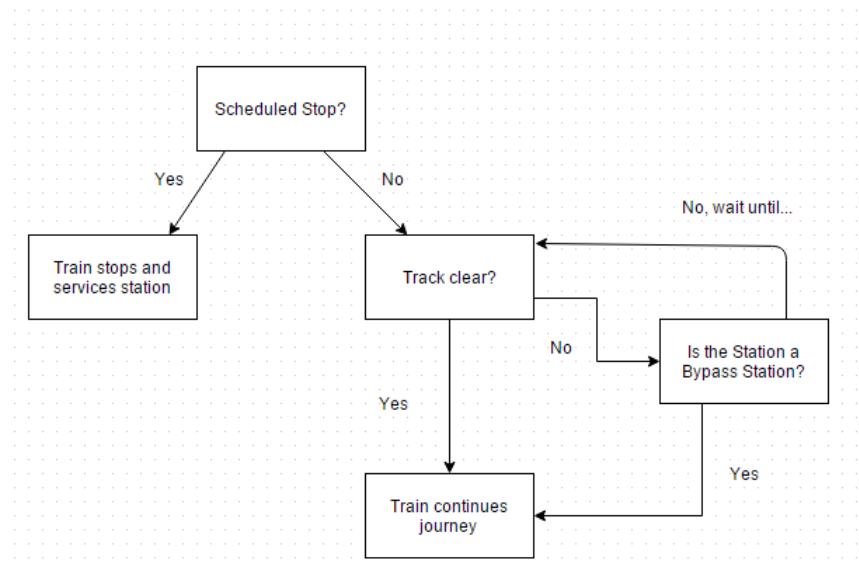 Scheduled Stop?
Yes
No
No, wait until...
Train stops and
services station
Track clear?
No
Is the Station a
Bypass Station?
Yes
Yes
Train continues
journey